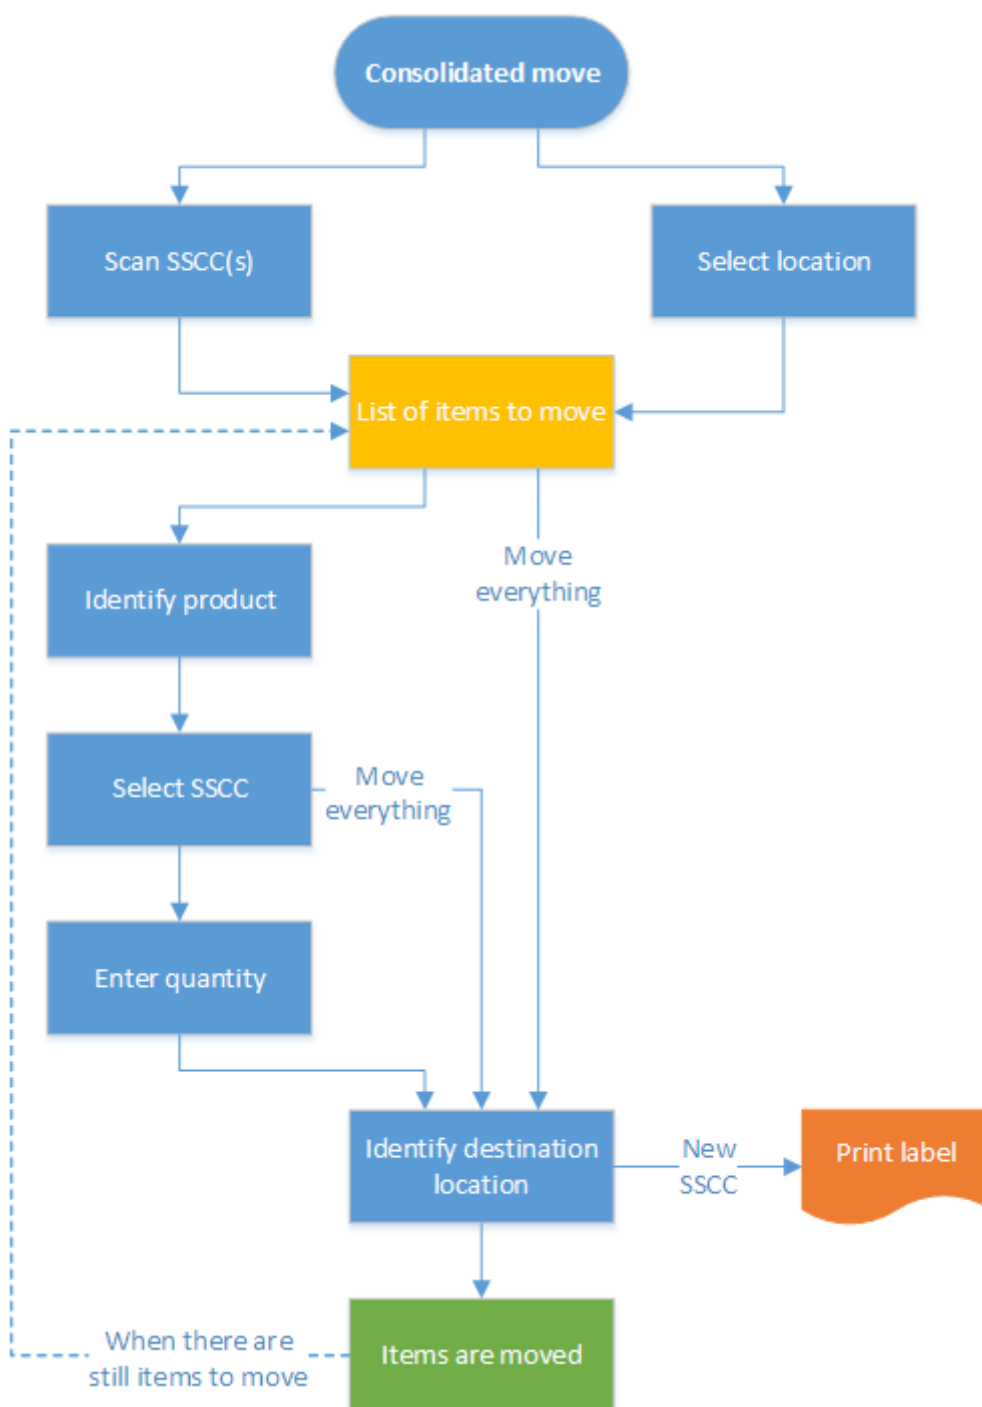 Consolidated move
Scan SSCC(s)
Select location
List of items to move
Identify product
Move
everything
Select SSCC
Move
everything
Enter quantity
Identify destination
location
New
SSCC
Print label
When there are
still items to move
Items are moved